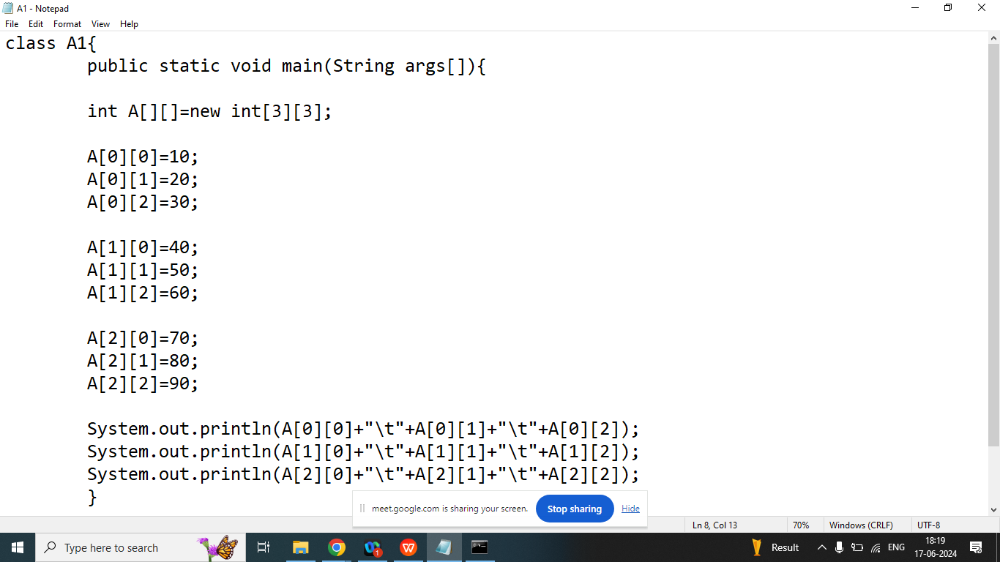 A1 - Notepad
File Edit Format View Help
class A1{
public static void main(String args[]){
int A[][]=new int[3][3];
A[0][0]=10;
A[0][1]=20;
A[0][2]=30;
A[1][0]=40;
A[1][1]=50;
A[1][2]=60;
A[2][0]=70;
A[2][1]=80;
A[2][2]=90;
System.out.println(A[0][0]+"\t"+A[0][1]+"\t"+A[0][2]);
System.out.println(A[1][0]+"\t"+A[1][1]+"\t"+A[1][2]);
System.out.println(A[2][0]+"\t"+A[2][1]+"\t"+A[2][2]);
}
meet.google.com is sharing your screen. Stop sharing Hide
Ln 8, Col 13 70% Windows (CRLF) UTF-8
Type here to search 1 Result ENG 18:19
17-06-2024